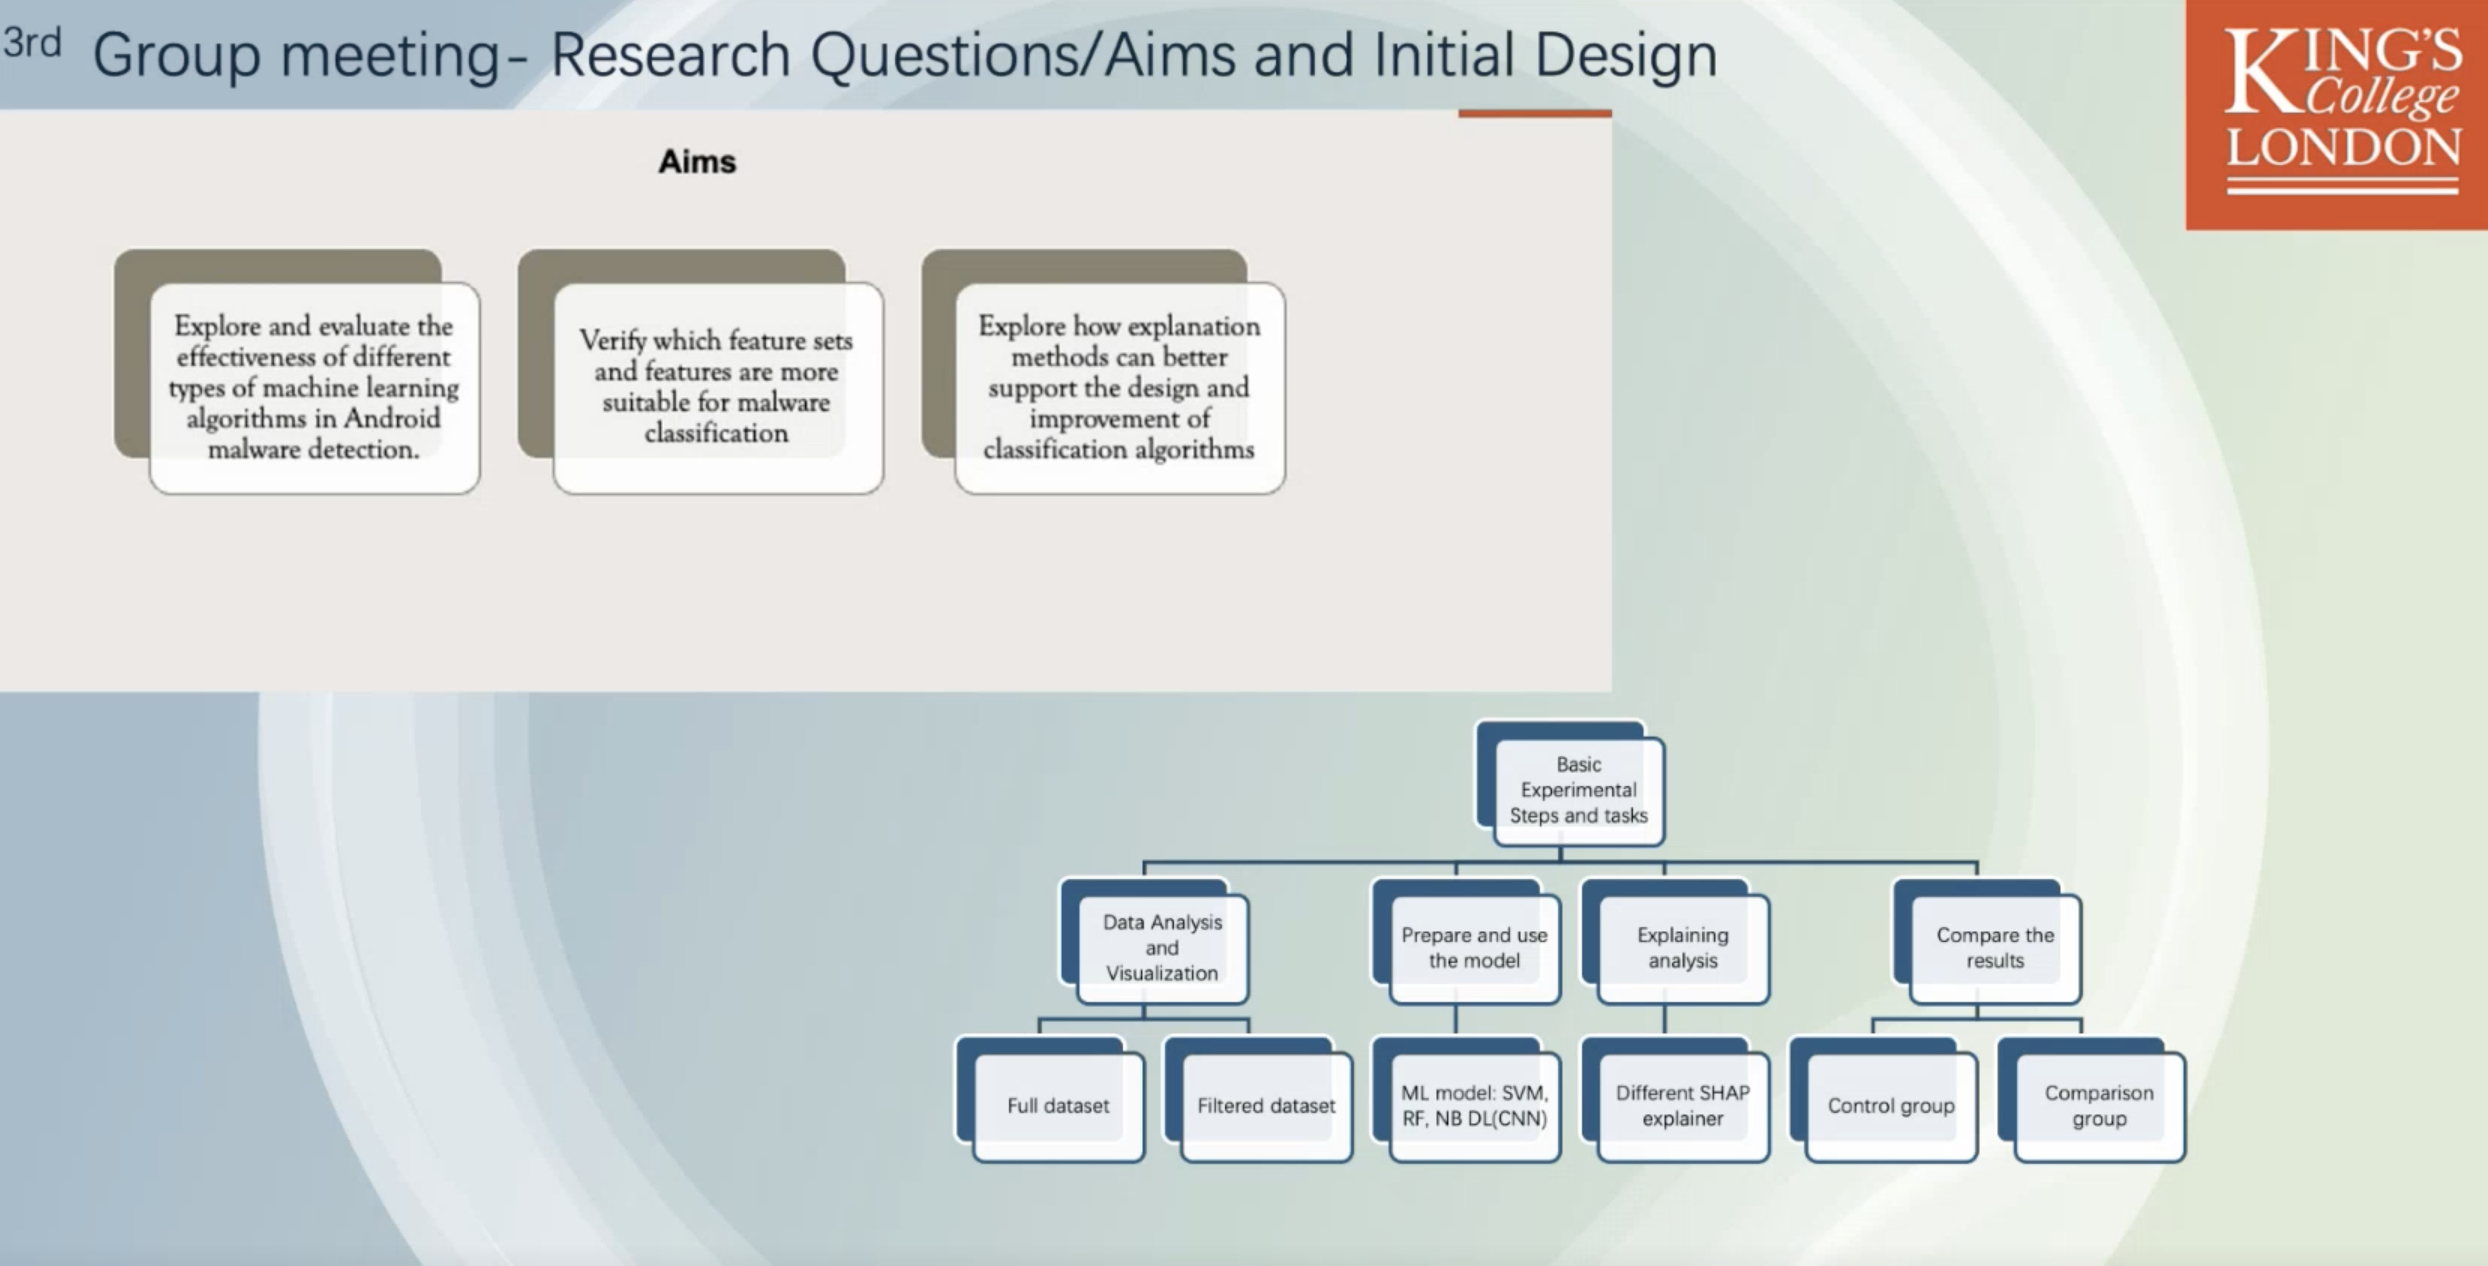 3rd Group meeting- Research Questions/Aims and Initial Design
KING'S
College
LONDON
Aims
Explore and evaluate the
effectiveness of different
types of machine learning
algorithms in Android
malware detection.
Verify which feature sets
and features are more
suitable for malware
classification
Explore how explanation
methods can better
support the design and
improvement of
classification algorithms
Basic
Experimental
Steps and tasks
Data Analysis
and
Visualization
Prepare and use
the model
Explaining
analysis
Compare the
results
Full dataset
Filtered dataset
ML model: SVM,
RF, NB DL(CNN)
Different SHAP
explainer
Control group
Comparison
group